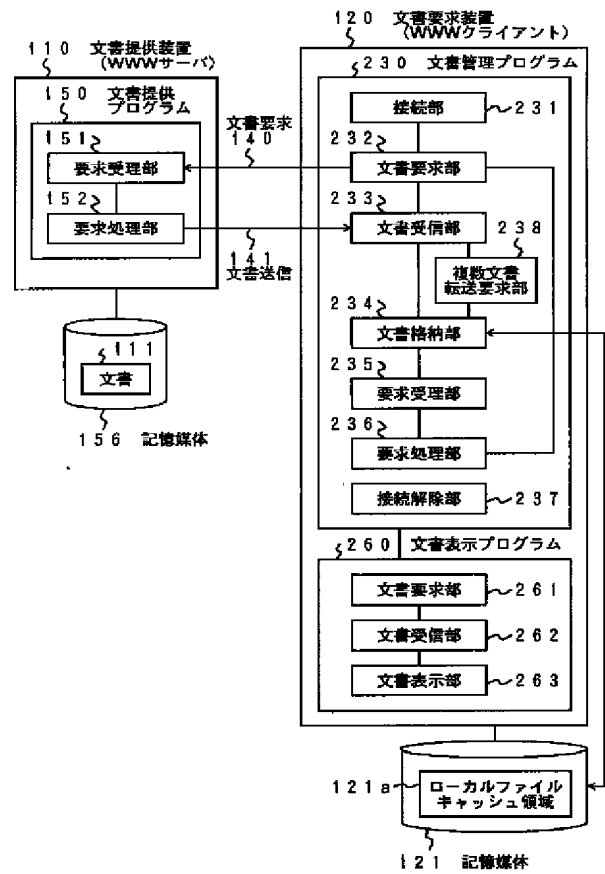 110 文書提供装置
(WWWサーバ)
150 文書提供
プログラム
151
要求受理部
152
要求処理部
111
文書
156 記憶媒体
文書要求
140
141
文書送信
120 文書要求装置
(WWWクライアント)
230 文書管理プログラム
接続部 231
232
文書要求部
233
文書受信部
238
複数文書
転送要求部
234
文書格納部
235
要求受理部
236
要求処理部
接続解除部 237
260 文書表示プログラム
文書要求部 261
文書受信部 262
文書表示部 263
121a ローカルファイル
キャッシュ領域
121 記憶媒体